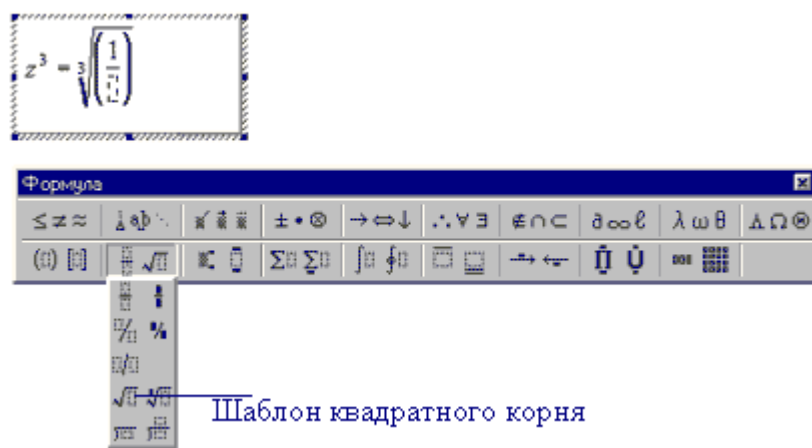 z³ = ∛(1/□)
Формула
≤ ≠ ≈ ± • ⊗ → ⇔ ↓ ∴ ∀ ∃ ∉ ∩ ⊂ ∂ ∞ ℓ λ ω θ Λ Ω ⊛
Шаблон квадратного корня